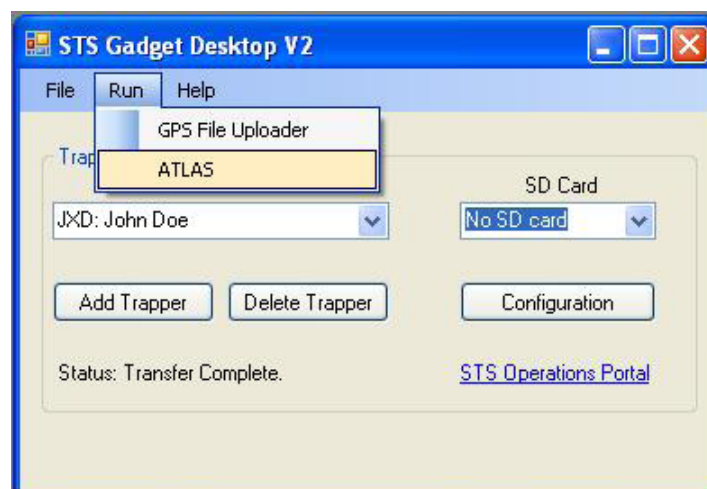 STS Gadget Desktop V2
File Run Help
GPS File Uploader
ATLAS
Trap
SD Card
JXD: John Doe
No SD card
Add Trapper Delete Trapper Configuration
Status: Transfer Complete. STS Operations Portal